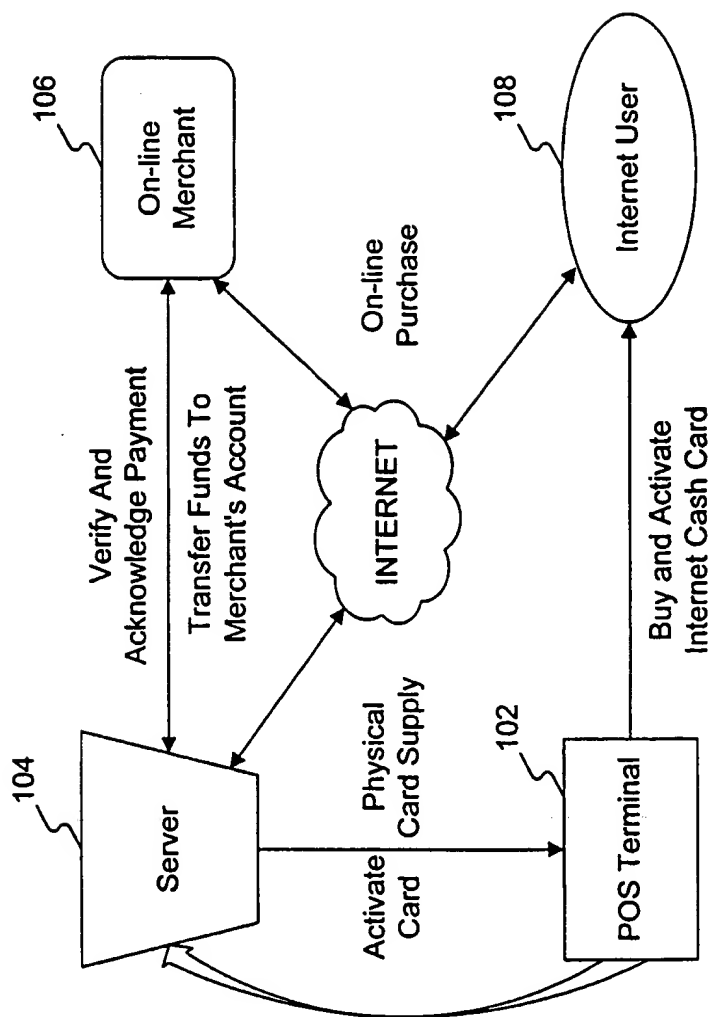 104
Server
Verify And
Acknowledge Payment
Transfer Funds To
Merchant's Account
106
On-line
Merchant
INTERNET
On-line
Purchase
Activate
Card
Physical
Card Supply
102
POS Terminal
Buy and Activate
Internet Cash Card
108
Internet User